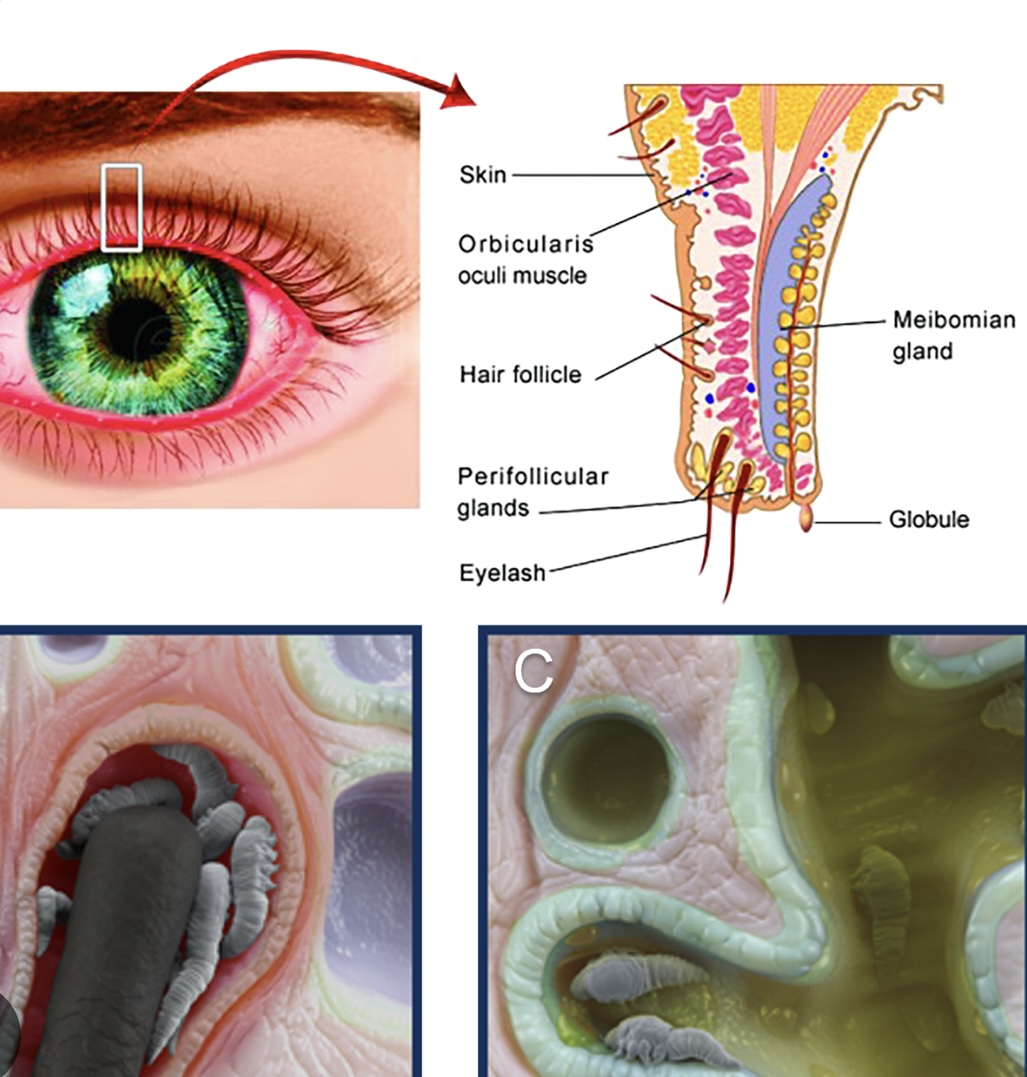 Skin
Orbicularis
oculi muscle
Meibomian
gland
Hair follicle
Perifollicular
glands
Globule
Eyelash
C